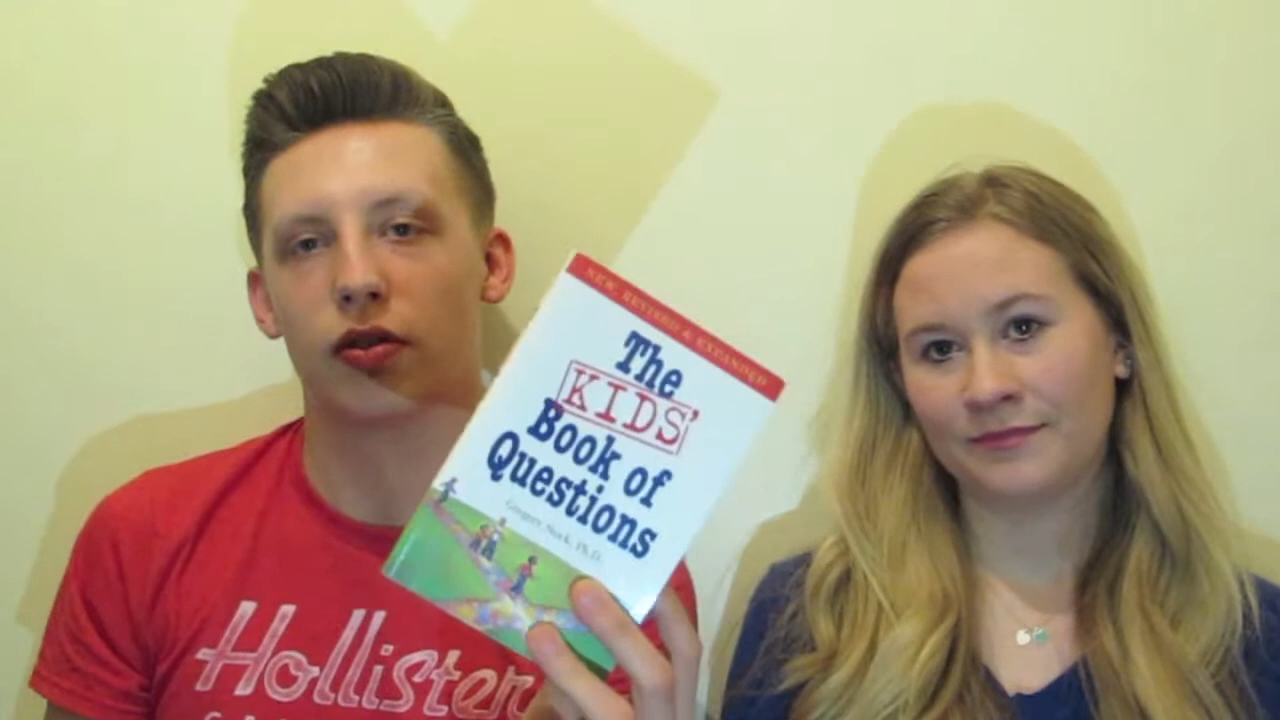 NEW, REVISED & EXPANDED
The
KIDS'
Book of
Questions
Gregory Stock, Ph.D.
Hollister